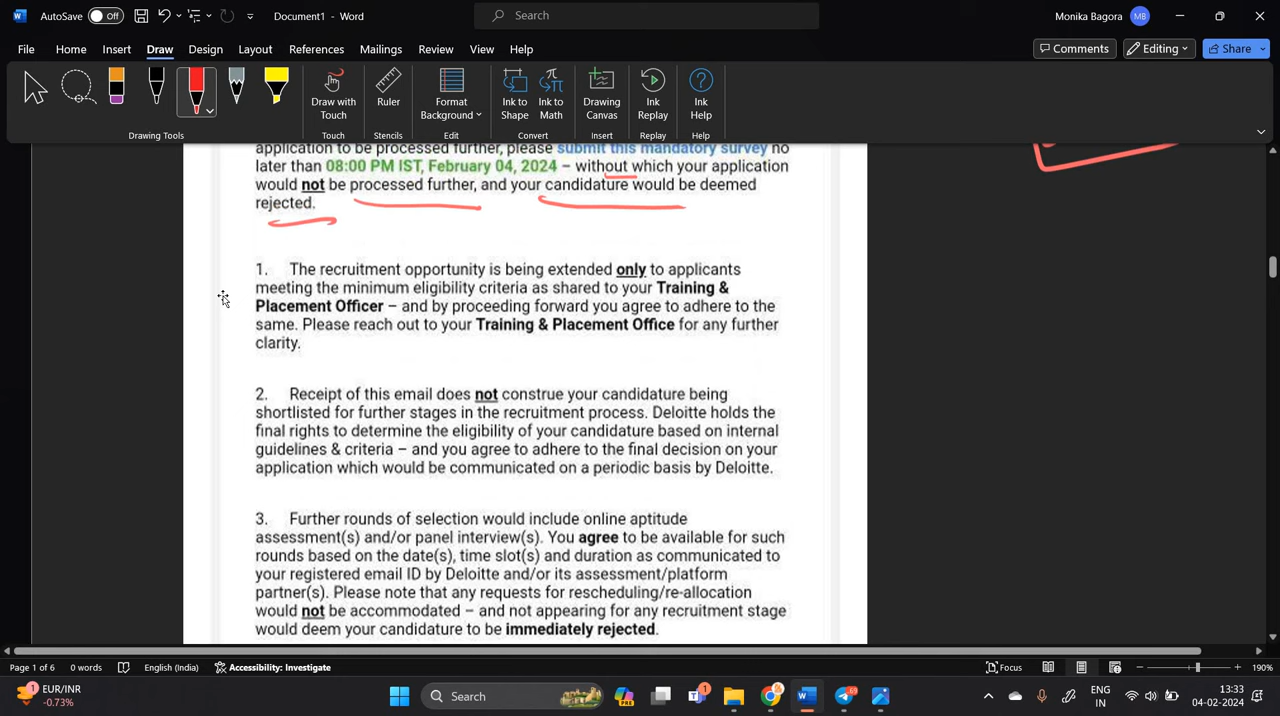 AutoSave Off Document1 - Word Search Monika Bagora MB
File Home Insert Draw Design Layout References Mailings Review View Help Comments Editing Share
Draw with Touch Ruler Format Background Ink to Shape Ink to Math Drawing Canvas Ink Replay Ink Help
Drawing Tools Touch Stencils Edit Convert Insert Replay Help
application to be processed further, please submit this mandatory survey no
later than 08:00 PM IST, February 04, 2024 – without which your application
would not be processed further, and your candidature would be deemed
rejected.
1. The recruitment opportunity is being extended only to applicants
meeting the minimum eligibility criteria as shared to your Training &
Placement Officer – and by proceeding forward you agree to adhere to the
same. Please reach out to your Training & Placement Office for any further
clarity.
2. Receipt of this email does not construe your candidature being
shortlisted for further stages in the recruitment process. Deloitte holds the
final rights to determine the eligibility of your candidature based on internal
guidelines & criteria – and you agree to adhere to the final decision on your
application which would be communicated on a periodic basis by Deloitte.
3. Further rounds of selection would include online aptitude
assessment(s) and/or panel interview(s). You agree to be available for such
rounds based on the date(s), time slot(s) and duration as communicated to
your registered email ID by Deloitte and/or its assessment/platform
partner(s). Please note that any requests for rescheduling/re-allocation
would not be accommodated – and not appearing for any recruitment stage
would deem your candidature to be immediately rejected.
Page 1 of 6 0 words English (India) Accessibility: Investigate Focus 190%
EUR/INR
-0.73%
Search
ENG
IN
13:33
04-02-2024